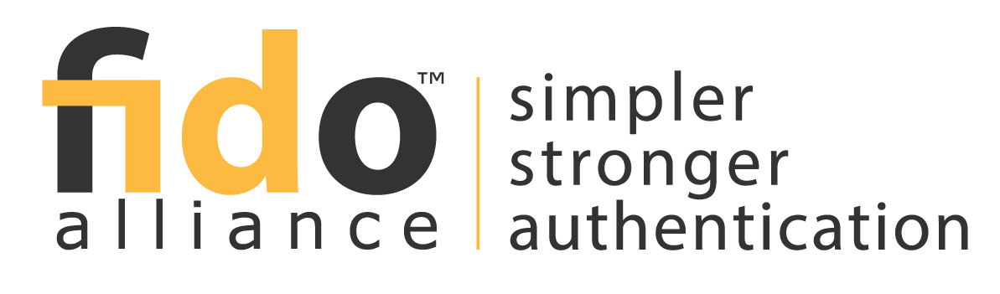 fido™
alliance
simpler
stronger
authentication